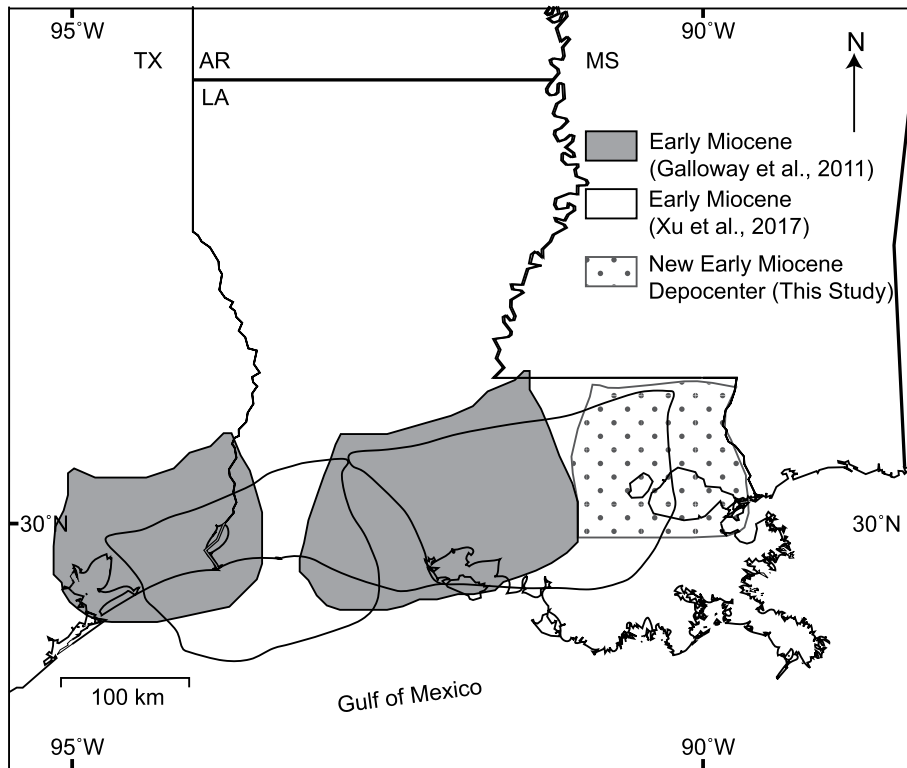 95˚W
90˚W
TX
AR
MS
N
LA
Early Miocene
(Galloway et al., 2011)
Early Miocene
(Xu et al., 2017)
New Early Miocene
Depocenter (This Study)
30˚N
30˚N
100 km
Gulf of Mexico
95˚W
90˚W